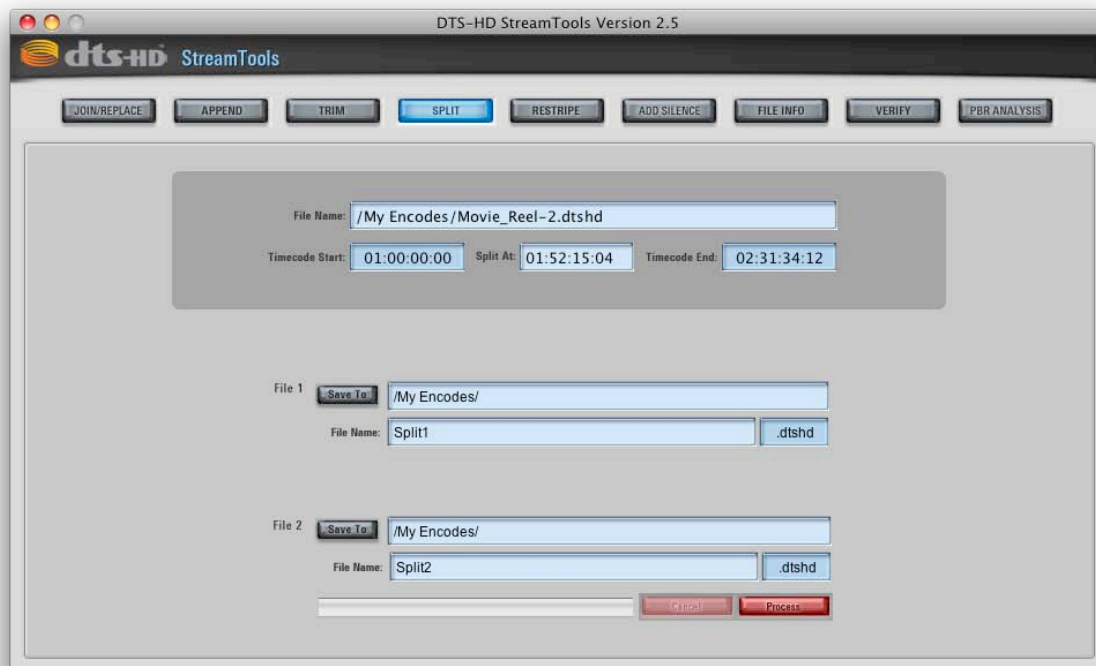 DTS-HD StreamTools Version 2.5
dts-HD StreamTools
JOIN/REPLACE APPEND TRIM SPLIT RESTRIPE ADD SILENCE FILE INFO VERIFY PBR ANALYSIS
File Name: /My Encodes/Movie_Reel-2.dtshd
Timecode Start: 01:00:00:00 Split At: 01:52:15:04 Timecode End: 02:31:34:12
File 1 Save To /My Encodes/
File Name: Split1 .dtshd
File 2 Save To /My Encodes/
File Name: Split2 .dtshd
Cancel Process